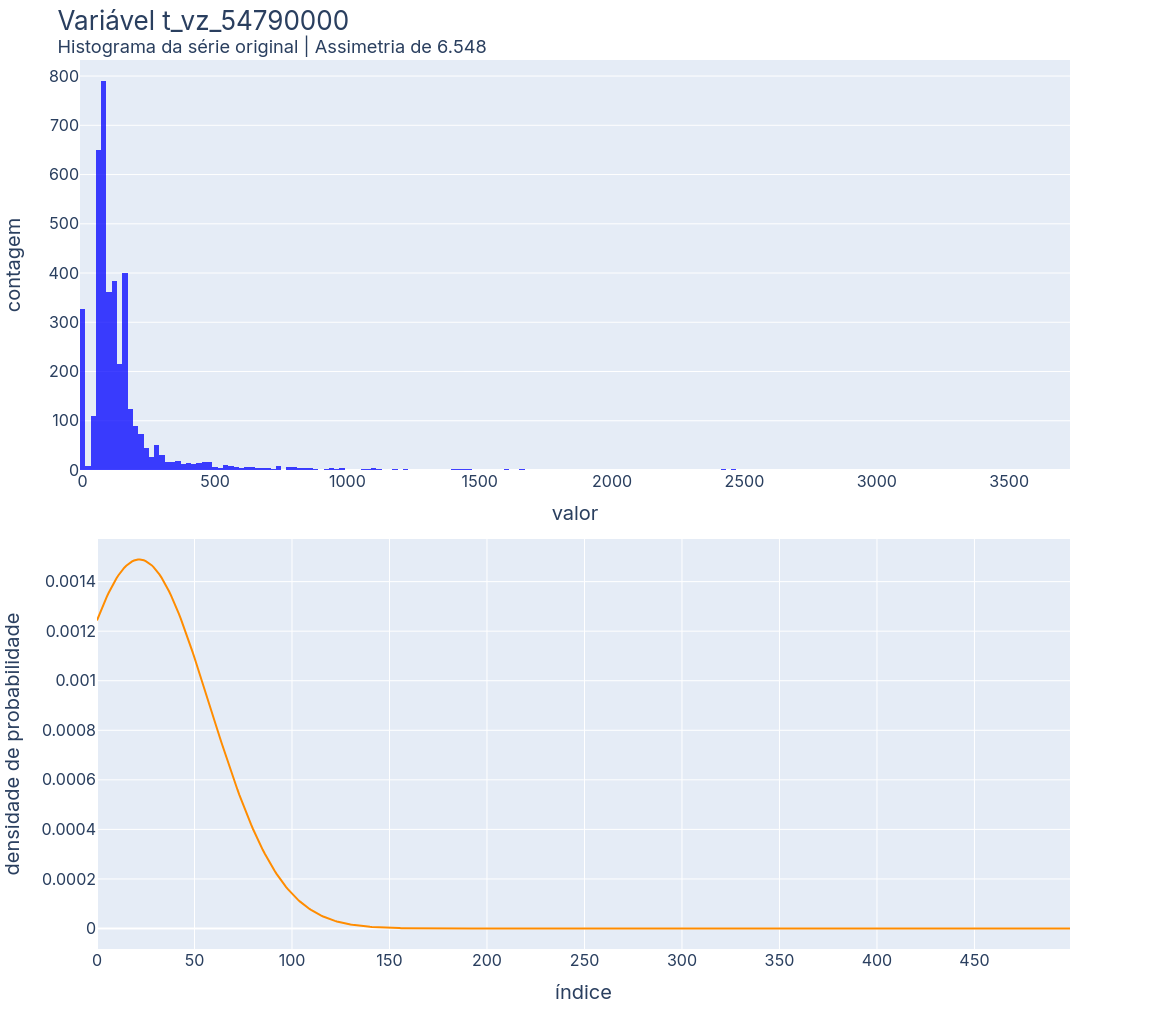 Variável t_vz_54790000
Histograma da série original | Assimetria de 6.548
contagem
800
700
600
500
400
300
200
100
0
0 500 1000 1500 2000 2500 3000 3500
valor
densidade de probabilidade
0.0014
0.0012
0.001
0.0008
0.0006
0.0004
0.0002
0
0 50 100 150 200 250 300 350 400 450
índice